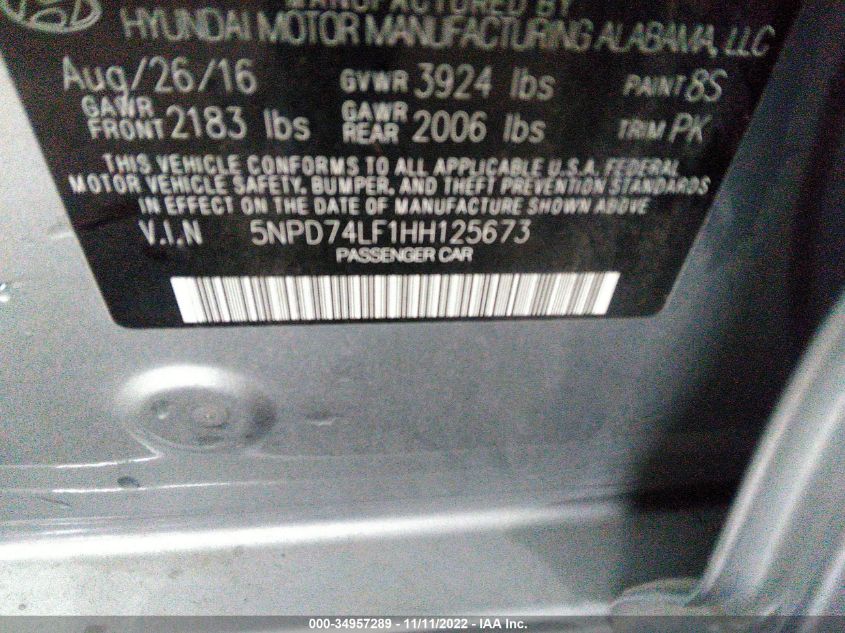 MANUFACTURED BY
HYUNDAI MOTOR MANUFACTURING ALABAMA, LLC
Aug/26/16 GVWR 3924 lbs PAINT 8S
GAWR FRONT 2183 lbs GAWR REAR 2006 lbs TRIM PK
THIS VEHICLE CONFORMS TO ALL APPLICABLE U.S.A. FEDERAL
MOTOR VEHICLE SAFETY, BUMPER, AND THEFT PREVENTION STANDARDS
IN EFFECT ON THE DATE OF MANUFACTURE SHOWN ABOVE
V.I.N 5NPD74LF1HH125673
PASSENGER CAR
000-34957289 - 11/11/2022 - IAA Inc.